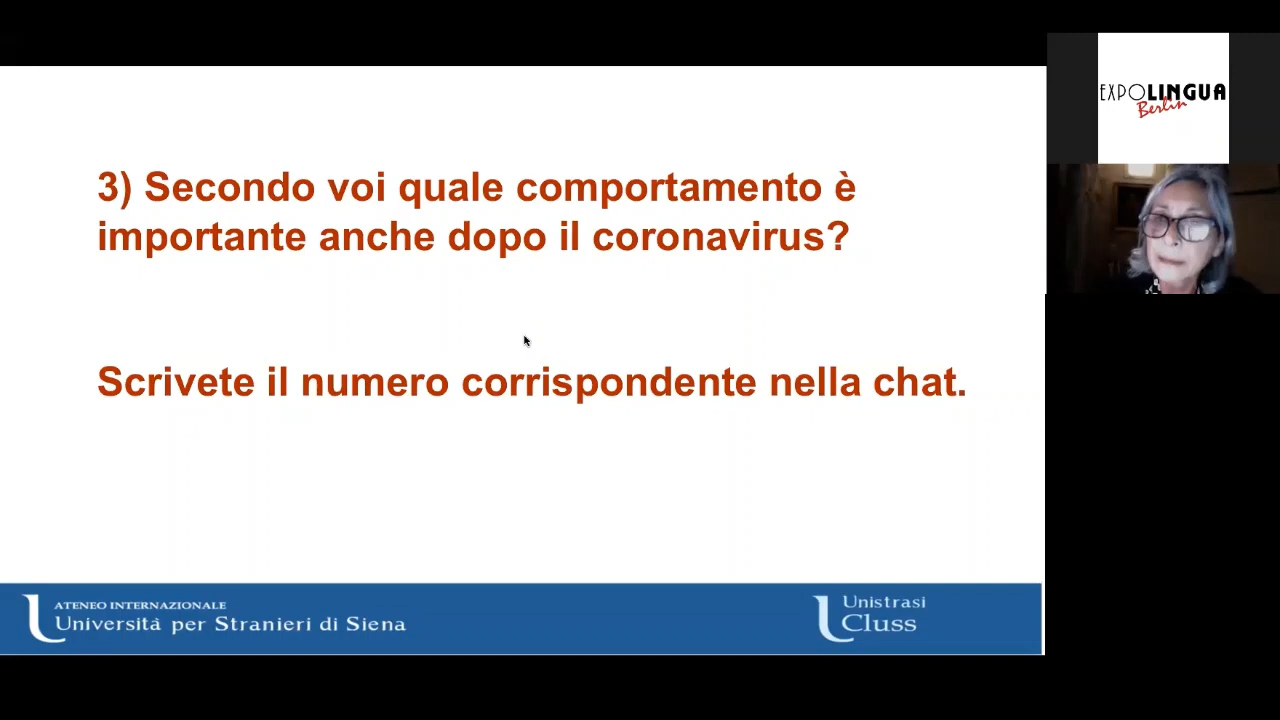 3) Secondo voi quale comportamento è
importante anche dopo il coronavirus?
Scrivete il numero corrispondente nella chat.
ATENEO INTERNAZIONALE
Università per Stranieri di Siena
Unistrasi
Cluss
EXPOLINGUA
Berlin